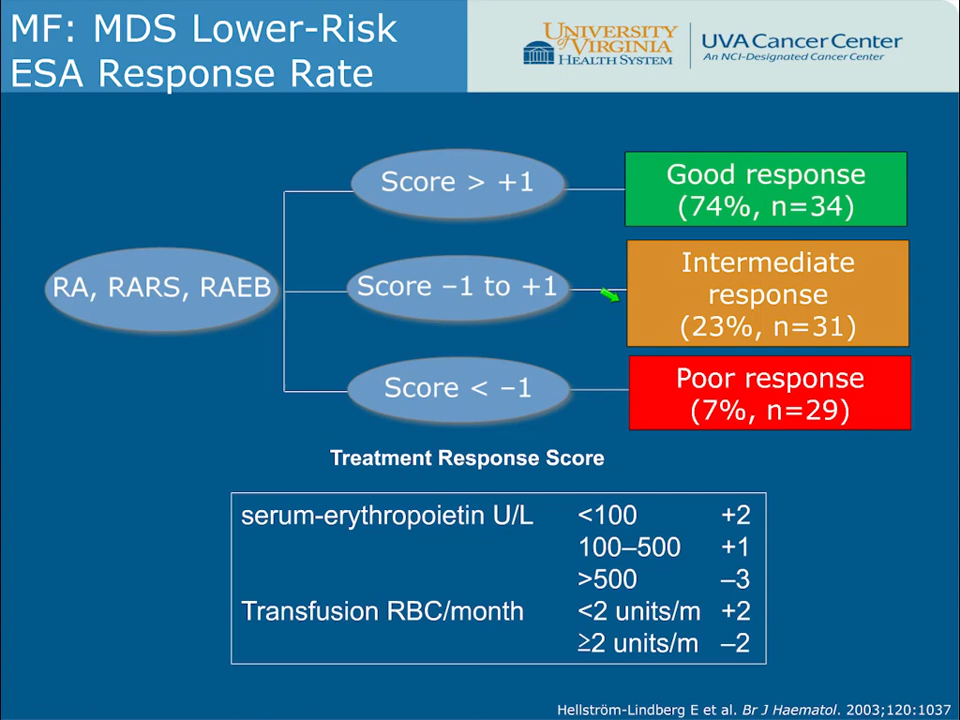 MF: MDS Lower-Risk
ESA Response Rate
UNIVERSITY
of VIRGINIA
HEALTH SYSTEM
UVA Cancer Center
An NCI-Designated Cancer Center
Score > +1
Good response
(74%, n=34)
RA, RARS, RAEB
Score –1 to +1
Intermediate
response
(23%, n=31)
Score < –1
Poor response
(7%, n=29)
Treatment Response Score
serum-erythropoietin U/L <100 +2
100–500 +1
>500 –3
Transfusion RBC/month <2 units/m +2
≥2 units/m –2
Hellström-Lindberg E et al. Br J Haematol. 2003;120:1037